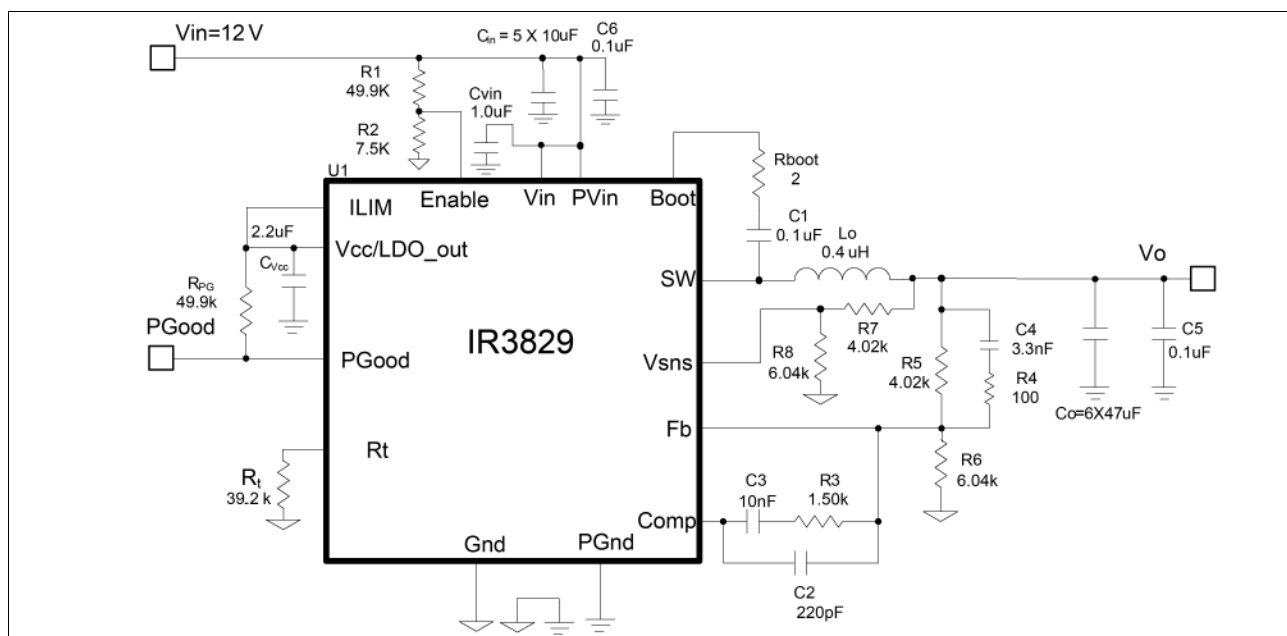 Vin=12 V
Cin = 5 X 10uF
C6
0.1uF
R1
49.9K
Cvin
1.0uF
R2
7.5K
U1
Rboot
2
ILIM
Enable
Vin
PVin
Boot
2.2uF
Vcc/LDO_out
CVcc
C1
0.1uF
Lo
0.4 uH
Vo
SW
RPG
49.9k
PGood
PGood
IR3829
Vsns
R7
4.02k
R8
6.04k
R5
4.02k
C4
3.3nF
R4
100
C5
0.1uF
Co=6X47uF
Fb
Rt
Rt
39.2 k
R6
6.04k
C3
10nF
R3
1.50k
Comp
Gnd
PGnd
C2
220pF